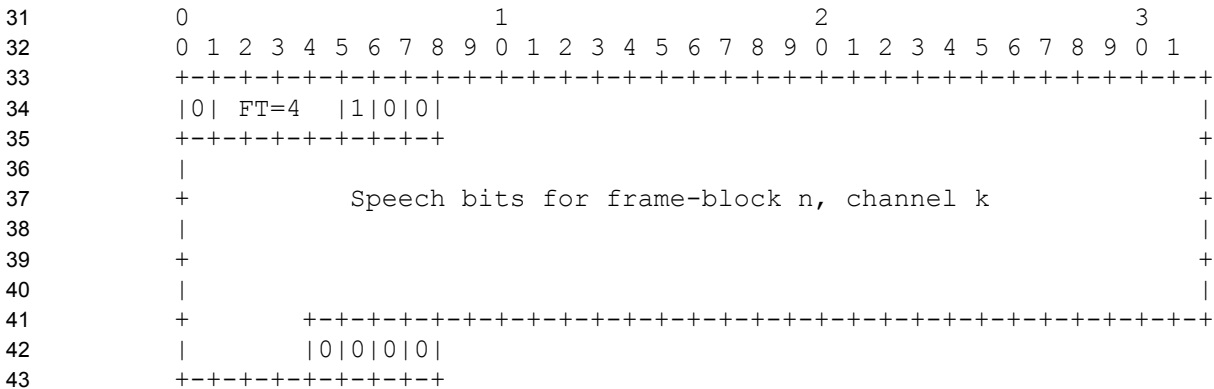 31          0                   1                   2                   3
32          0 1 2 3 4 5 6 7 8 9 0 1 2 3 4 5 6 7 8 9 0 1 2 3 4 5 6 7 8 9 0 1
33          +-+-+-+-+-+-+-+-+-+-+-+-+-+-+-+-+-+-+-+-+-+-+-+-+-+-+-+-+-+-+-+-+
34          |0| FT=4  |1|0|0|                                               |
35          +-+-+-+-+-+-+-+-+                                               +
36          |                                                               |
37          +          Speech bits for frame-block n, channel k             +
38          |                                                               |
39          +                                                               +
40          |                                                               |
41          +       +-+-+-+-+-+-+-+-+-+-+-+-+-+-+-+-+-+-+-+-+-+-+-+-+-+-+-+-+
42          |       |0|0|0|0|
43          +-+-+-+-+-+-+-+-+